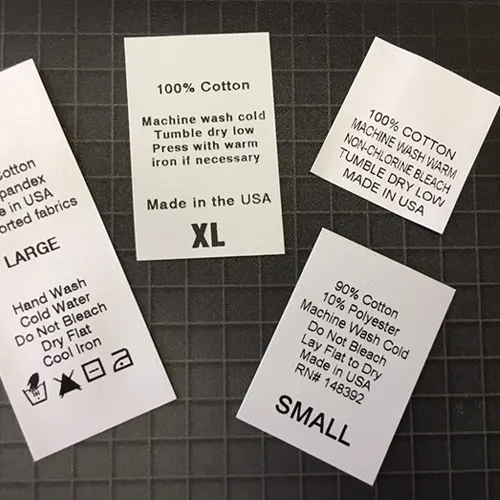 otton
pandex
e in USA
orted fabrics
LARGE
Hand Wash
Cold Water
Do Not Bleach
Dry Flat
Cool Iron
100% Cotton
Machine wash cold
Tumble dry low
Press with warm
iron if necessary
Made in the USA
XL
100% COTTON
MACHINE WASH WARM
NON-CHLORINE BLEACH
TUMBLE DRY LOW
MADE IN USA
90% Cotton
10% Polyester
Machine Wash Cold
Do Not Bleach
Lay Flat to Dry
Made in USA
RN# 148392
SMALL